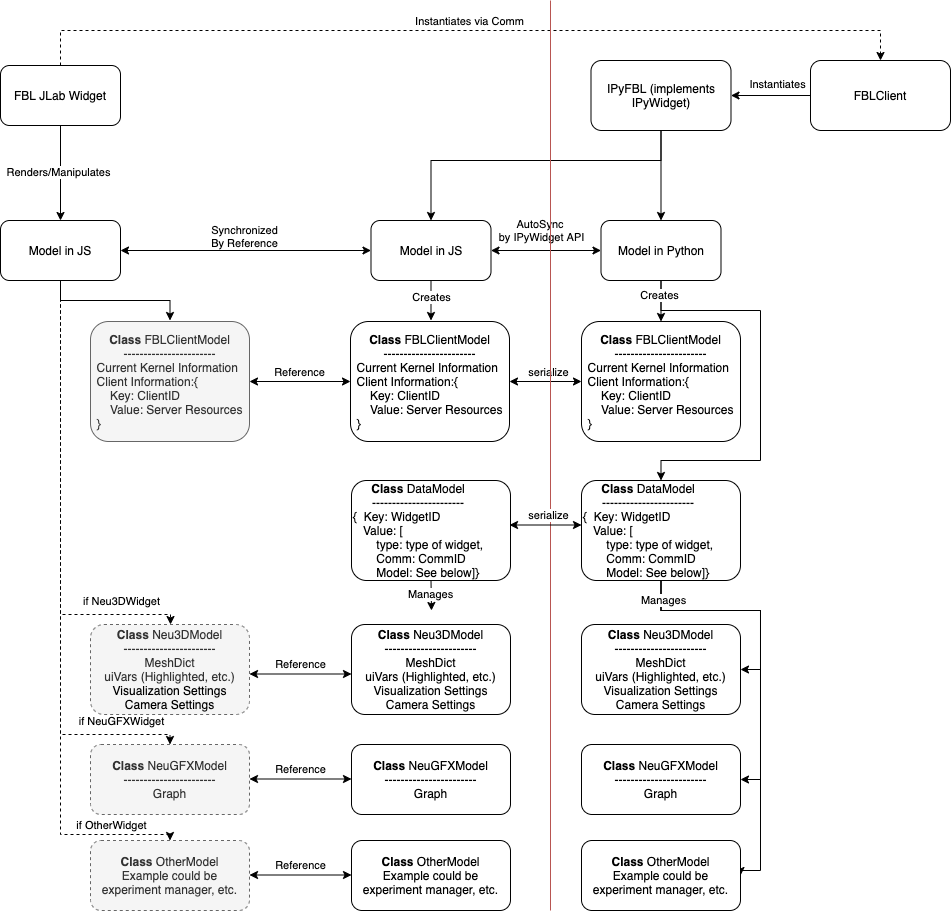 Instantiates via Comm
FBL JLab Widget
IPyFBL (implements
IPyWidget)
Instantiates
FBLClient
Renders/Manipulates
Model in JS
Synchronized
By Reference
Model in JS
AutoSync
by IPyWidget API
Model in Python
Creates
Creates
Class FBLClientModel
-----------------------
Current Kernel Information
Client Information:{
Key: ClientID
Value: Server Resources
}
Reference
Class FBLClientModel
-----------------------
Current Kernel Information
Client Information:{
Key: ClientID
Value: Server Resources
}
serialize
Class FBLClientModel
-----------------------
Current Kernel Information
Client Information:{
Key: ClientID
Value: Server Resources
}
Class DataModel
-----------------------
{ Key: WidgetID
Value: [
type: type of widget,
Comm: CommID
Model: See below]}
serialize
Class DataModel
-----------------------
{ Key: WidgetID
Value: [
type: type of widget,
Comm: CommID
Model: See below]}
Manages
Manages
if Neu3DWidget
Class Neu3DModel
-----------------------
MeshDict
uiVars (Highlighted, etc.)
Visualization Settings
Camera Settings
Reference
Class Neu3DModel
-----------------------
MeshDict
uiVars (Highlighted, etc.)
Visualization Settings
Camera Settings
Class Neu3DModel
-----------------------
MeshDict
uiVars (Highlighted, etc.)
Visualization Settings
Camera Settings
if NeuGFXWidget
Class NeuGFXModel
-----------------------
Graph
Reference
Class NeuGFXModel
-----------------------
Graph
Class NeuGFXModel
-----------------------
Graph
if OtherWidget
Class OtherModel
Example could be
experiment manager, etc.
Reference
Class OtherModel
Example could be
experiment manager, etc.
Class OtherModel
Example could be
experiment manager, etc.